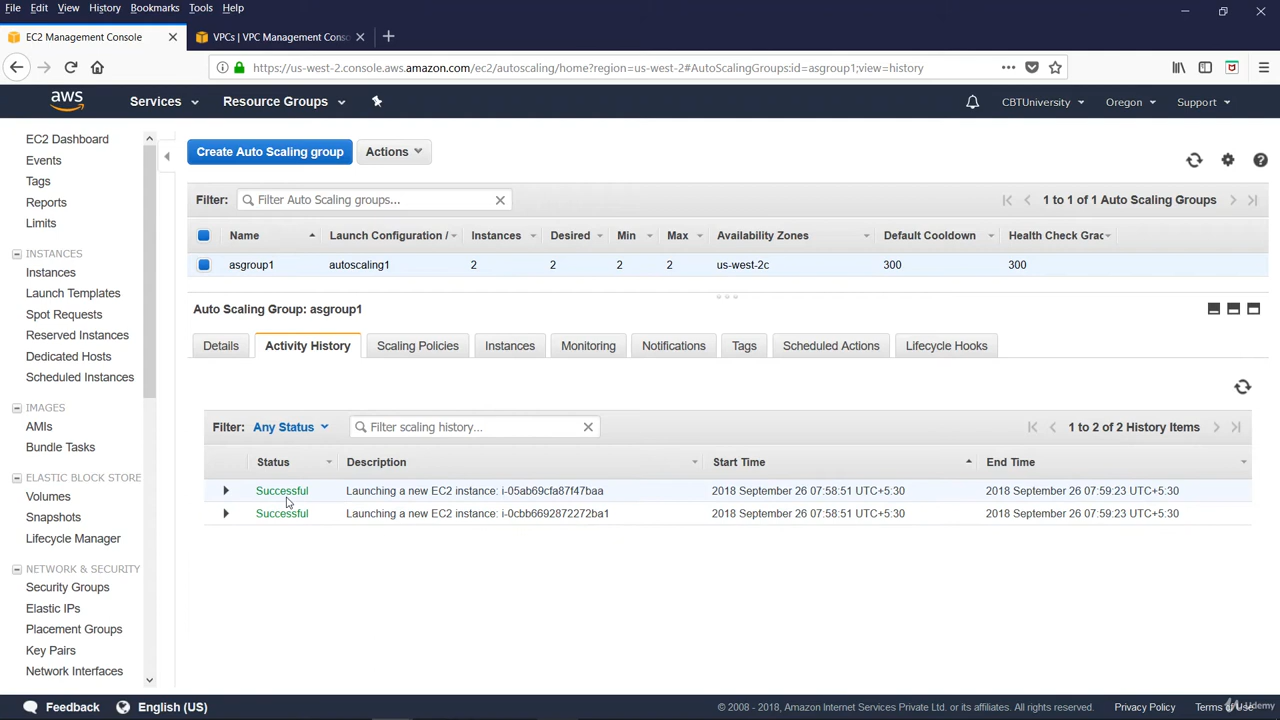 File Edit View History Bookmarks Tools Help
EC2 Management Console
VPCs | VPC Management Conso
https://us-west-2.console.aws.amazon.com/ec2/autoscaling/home?region=us-west-2#AutoScalingGroups:id=asgroup1;view=history
aws Services Resource Groups CBTUniversity Oregon Support
EC2 Dashboard
Events
Tags
Reports
Limits
INSTANCES
Instances
Launch Templates
Spot Requests
Reserved Instances
Dedicated Hosts
Scheduled Instances
IMAGES
AMIs
Bundle Tasks
ELASTIC BLOCK STORE
Volumes
Snapshots
Lifecycle Manager
NETWORK & SECURITY
Security Groups
Elastic IPs
Placement Groups
Key Pairs
Network Interfaces
Create Auto Scaling group Actions
Filter: Filter Auto Scaling groups... 1 to 1 of 1 Auto Scaling Groups
Name Launch Configuration / Instances Desired Min Max Availability Zones Default Cooldown Health Check Grac
asgroup1 autoscaling1 2 2 2 2 us-west-2c 300 300
Auto Scaling Group: asgroup1
Details Activity History Scaling Policies Instances Monitoring Notifications Tags Scheduled Actions Lifecycle Hooks
Filter: Any Status Filter scaling history... 1 to 2 of 2 History Items
Status Description Start Time End Time
Successful Launching a new EC2 instance: i-05ab69cfa87f47baa 2018 September 26 07:58:51 UTC+5:30 2018 September 26 07:59:23 UTC+5:30
Successful Launching a new EC2 instance: i-0cbb6692872272ba1 2018 September 26 07:58:51 UTC+5:30 2018 September 26 07:59:23 UTC+5:30
Feedback English (US) © 2008 - 2018, Amazon Internet Services Private Ltd. or its affiliates. All rights reserved. Privacy Policy Terms of Use
Udemy